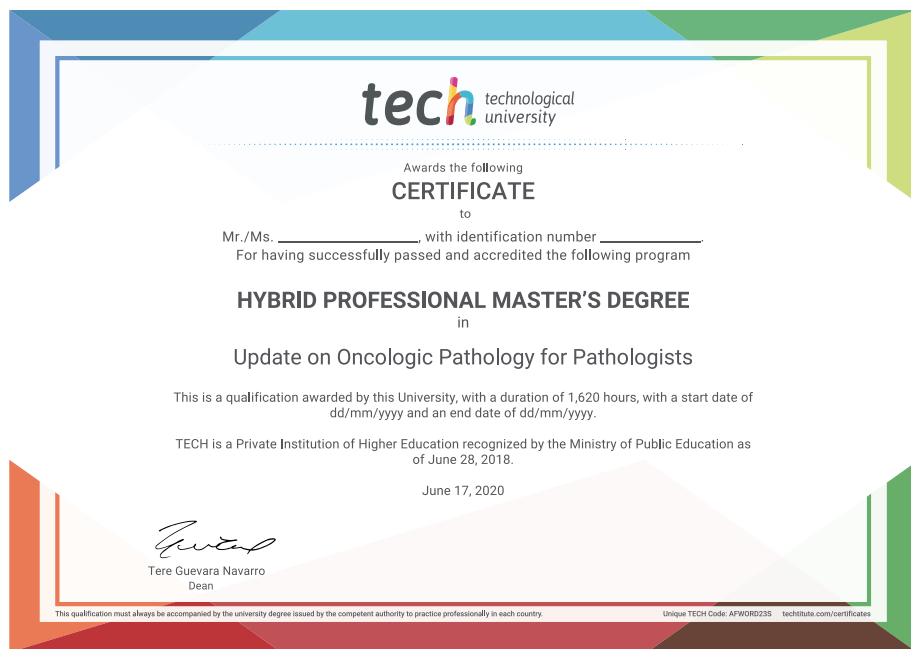 tech technological
university
Awards the following
CERTIFICATE
to
Mr./Ms. ____________________, with identification number ______________.
For having successfully passed and accredited the following program
HYBRID PROFESSIONAL MASTER'S DEGREE
in
Update on Oncologic Pathology for Pathologists
This is a qualification awarded by this University, with a duration of 1,620 hours, with a start date of
dd/mm/yyyy and an end date of dd/mm/yyyy.
TECH is a Private Institution of Higher Education recognized by the Ministry of Public Education as
of June 28, 2018.
June 17, 2020
Tere Guevara Navarro
Dean
This qualification must always be accompanied by the university degree issued by the competent authority to practice professionally in each country. Unique TECH Code: AFWORD23S techtitute.com/certificates